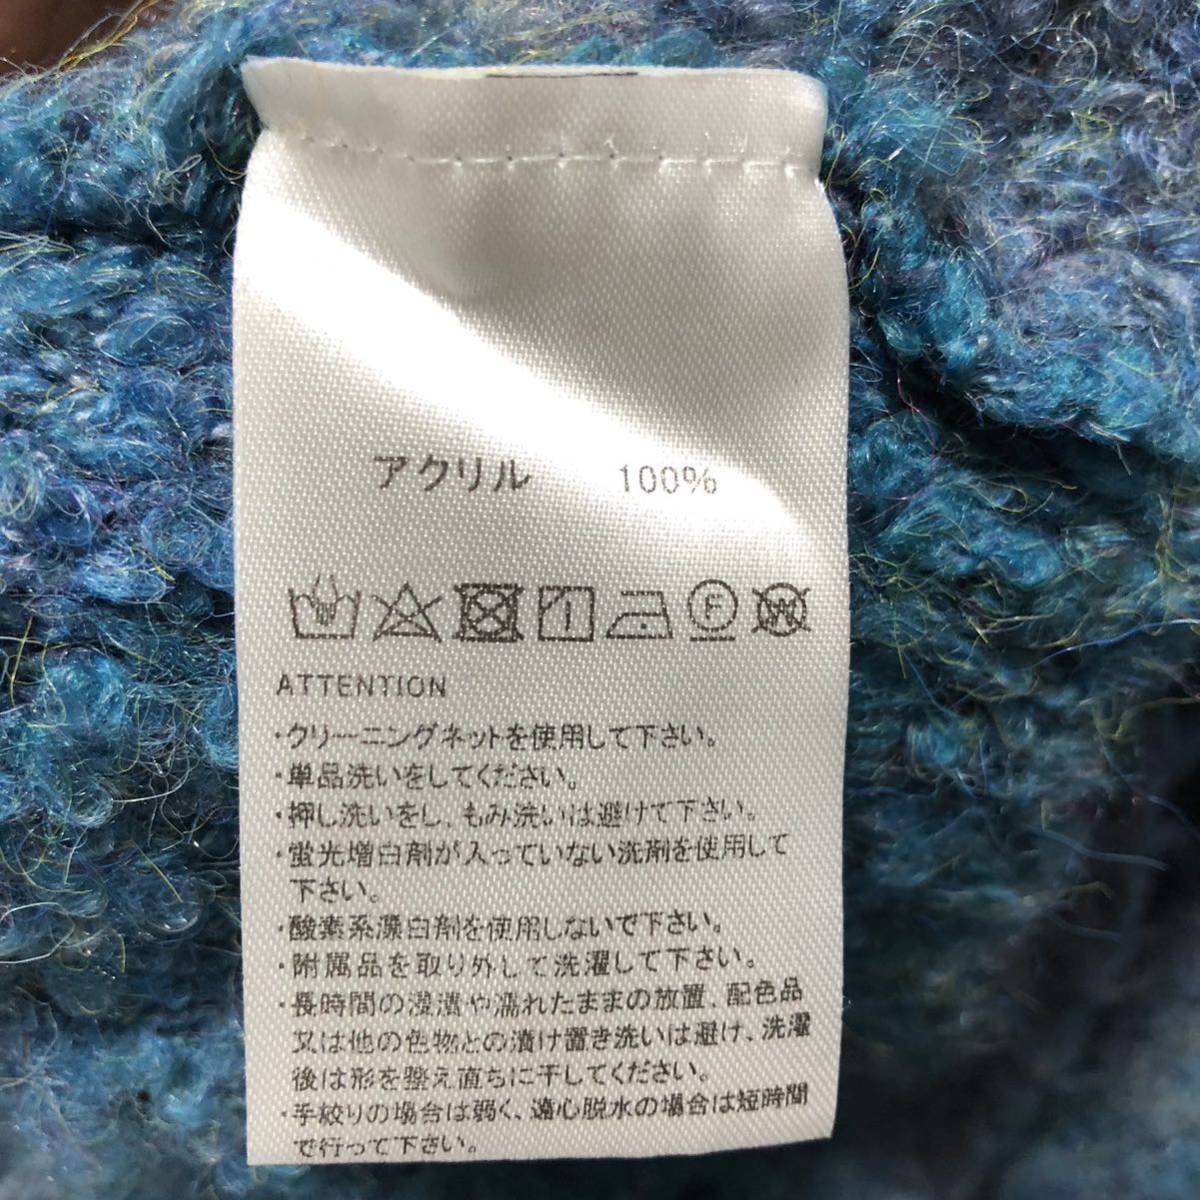 アクリル 100%
F W
ATTENTION
・クリーニングネットを使用して下さい。
・単品洗いをしてください。
・押し洗いをし、もみ洗いは避けて下さい。
・蛍光増白剤が入っていない洗剤を使用して
下さい。
・酸素系漂白剤を使用しないで下さい。
・附属品を取り外して洗濯して下さい。
・長時間の浸漬や濡れたままの放置、配色品
又は他の色物との漬け置き洗いは避け、洗濯
後は形を整え直ちに干してください。
・手絞りの場合は弱く、遠心脱水の場合は短時間
で行って下さい。